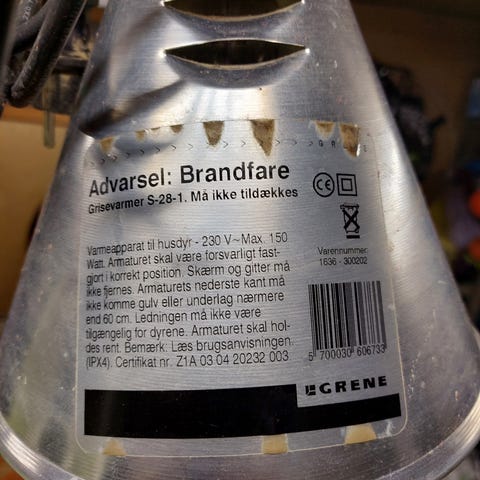 Advarsel: Brandfare
Grisevarmer S-28-1. Må ikke tildækkes
Varmeapparat til husdyr - 230 V~Max. 150
Watt. Armaturet skal være forsvarligt fast-
gjort i korrekt position. Skærm og gitter må
ikke fjernes. Armaturets nederste kant må
ikke komme gulv eller underlag nærmere
end 60 cm. Ledningen må ikke være
tilgængelig for dyrene. Armaturet skal hol-
des rent. Bemærk: Læs brugsanvisningen.
(IPX4). Certifikat nr. Z1A 03 04 20232 003
CE
Varenummer:
1636 - 300202
5 700030 606733
GRENE